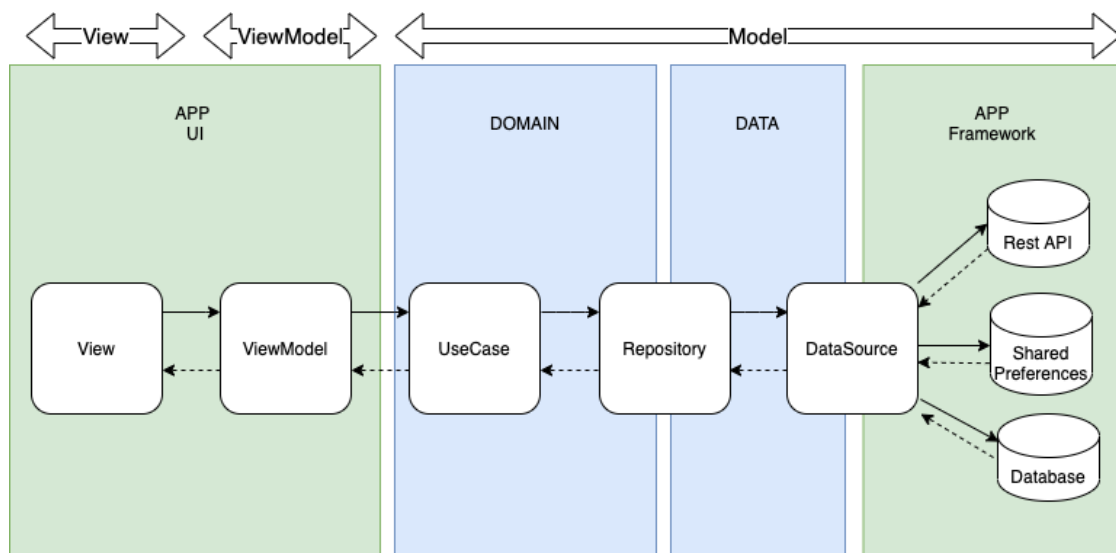 View
ViewModel
Model
APP
UI
DOMAIN
DATA
APP
Framework
Rest API
View
ViewModel
UseCase
Repository
DataSource
Shared
Preferences
Database